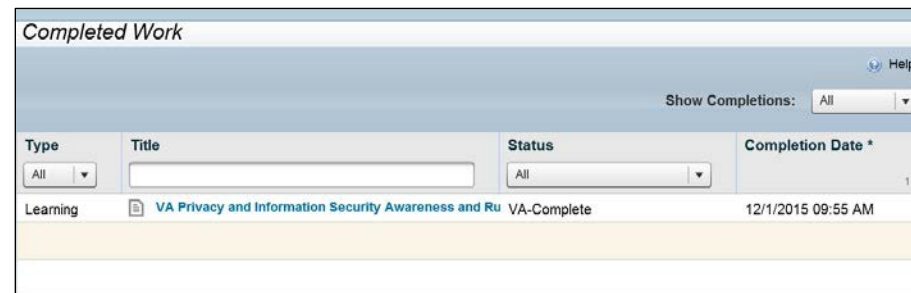 Completed Work
Help
Show Completions: All
Type Title Status Completion Date *
All All 1
Learning VA Privacy and Information Security Awareness and Ru VA-Complete 12/1/2015 09:55 AM